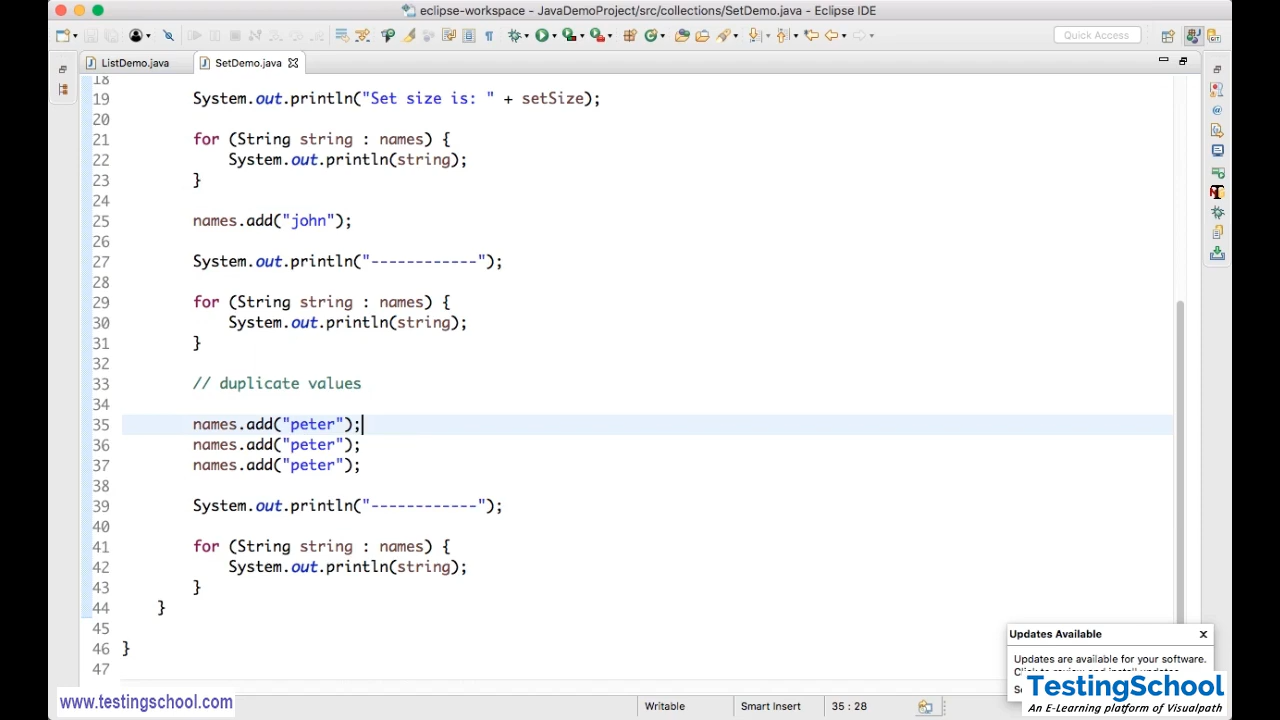 eclipse-workspace - JavaDemoProject/src/collections/SetDemo.java - Eclipse IDE
Quick Access
ListDemo.java
SetDemo.java
18
19 System.out.println("Set size is: " + setSize);
20
21 for (String string : names) {
22 System.out.println(string);
23 }
24
25 names.add("john");
26
27 System.out.println("------------");
28
29 for (String string : names) {
30 System.out.println(string);
31 }
32
33 // duplicate values
34
35 names.add("peter");
36 names.add("peter");
37 names.add("peter");
38
39 System.out.println("------------");
40
41 for (String string : names) {
42 System.out.println(string);
43 }
44 }
45
46 }
47
Updates Available
Updates are available for your software.
www.testingschool.com
Writable
Smart Insert
35 : 28
TestingSchool
An E-Learning platform of Visualpath